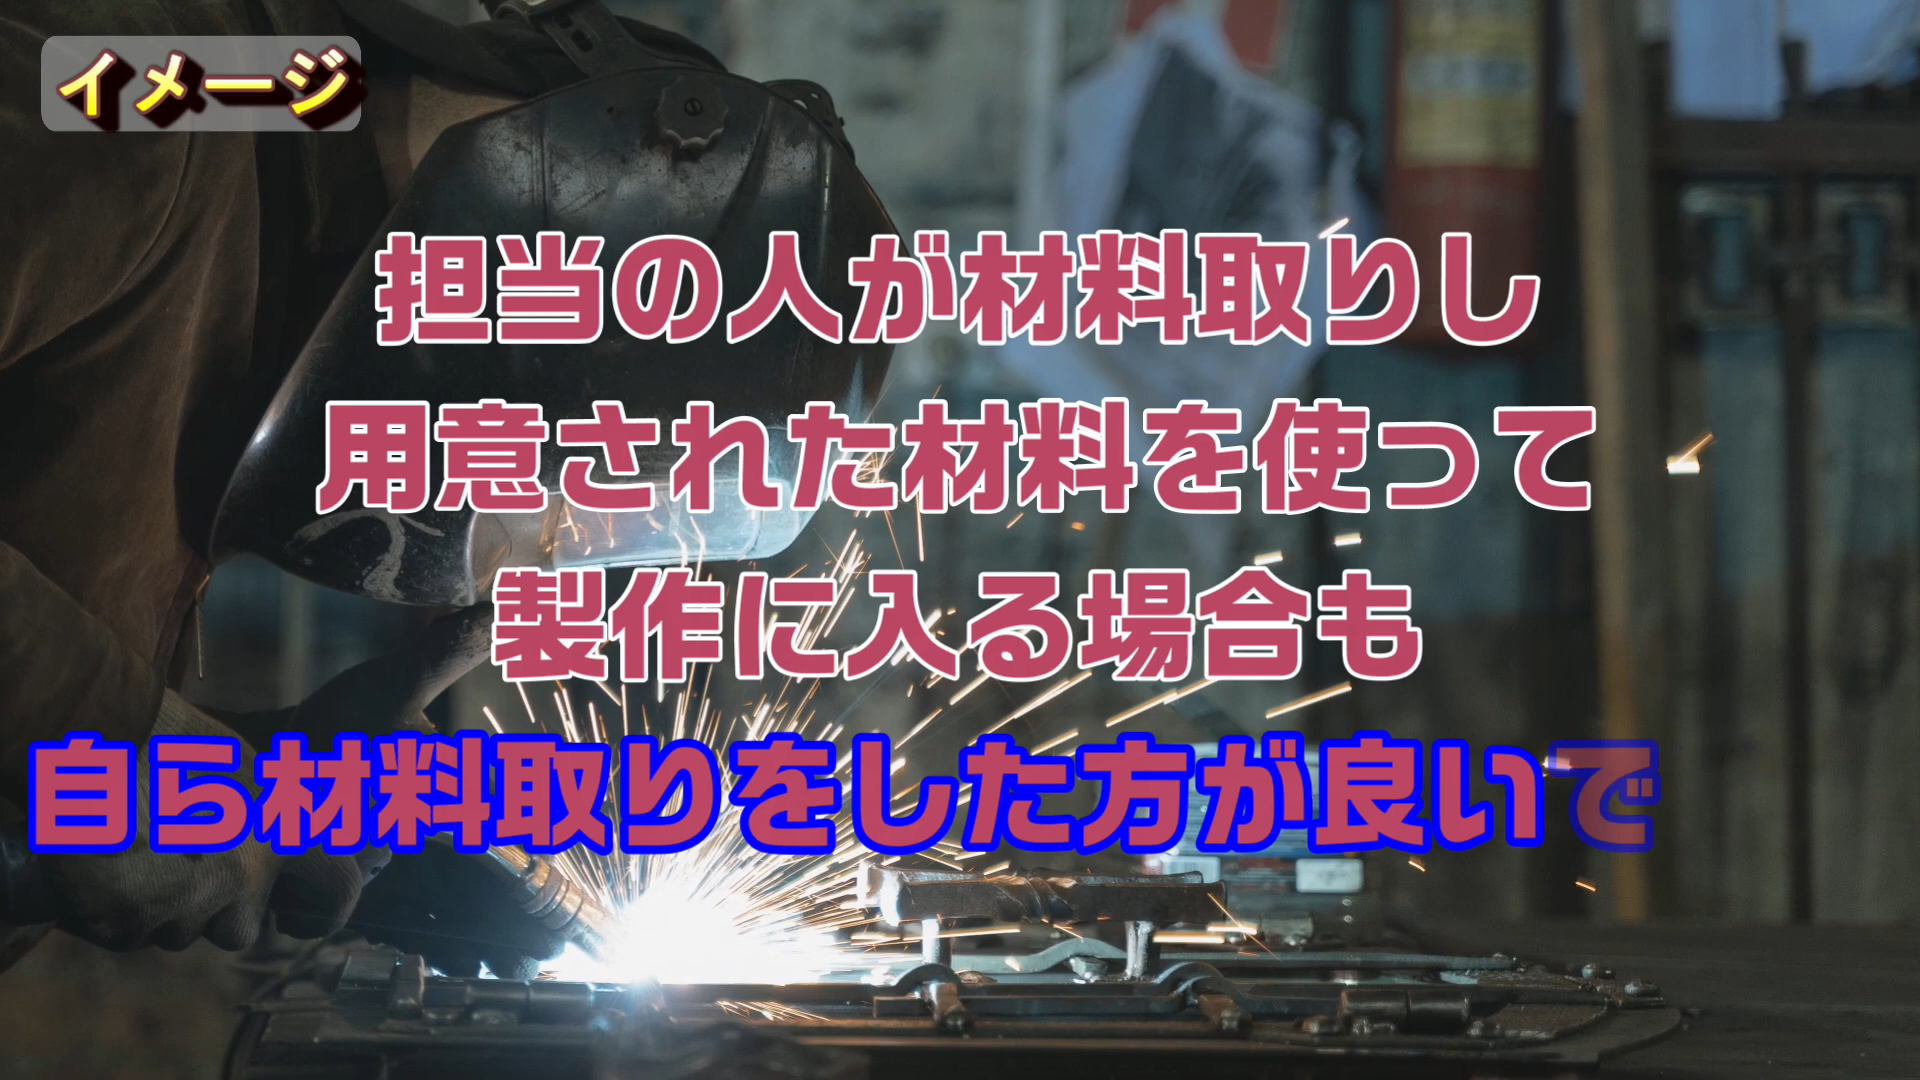 イメージ
担当の人が材料取りし
用意された材料を使って
製作に入る場合も
自ら材料取りをした方が良いで